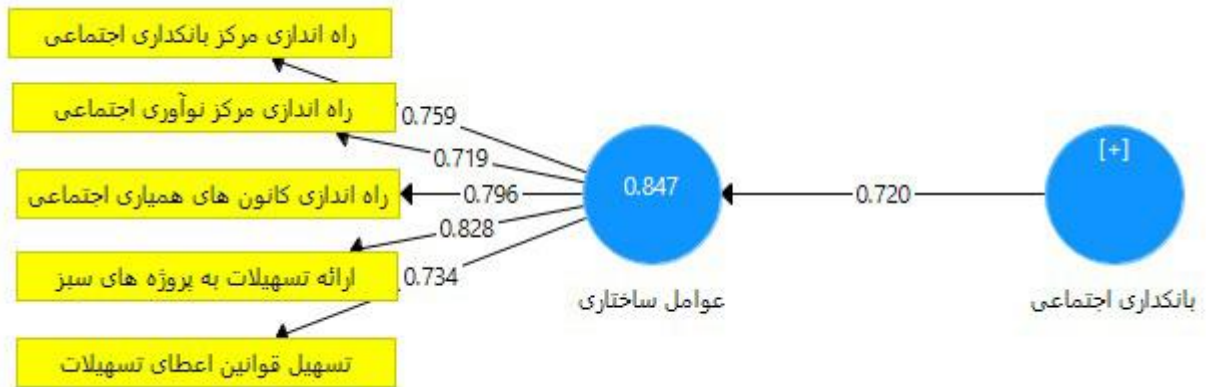 راه اندازی مرکز بانکداری اجتماعی
راه اندازی مرکز نوآوری اجتماعی
راه اندازی کانون های همیاری اجتماعی
ارائه تسهیلات به پروژه های سبز
تسهیل قوانین اعطای تسهیلات
0.759
0.719
0.796
0.828
0.734
0.847
عوامل ساختاری
0.720
[+]
بانکداری اجتماعی